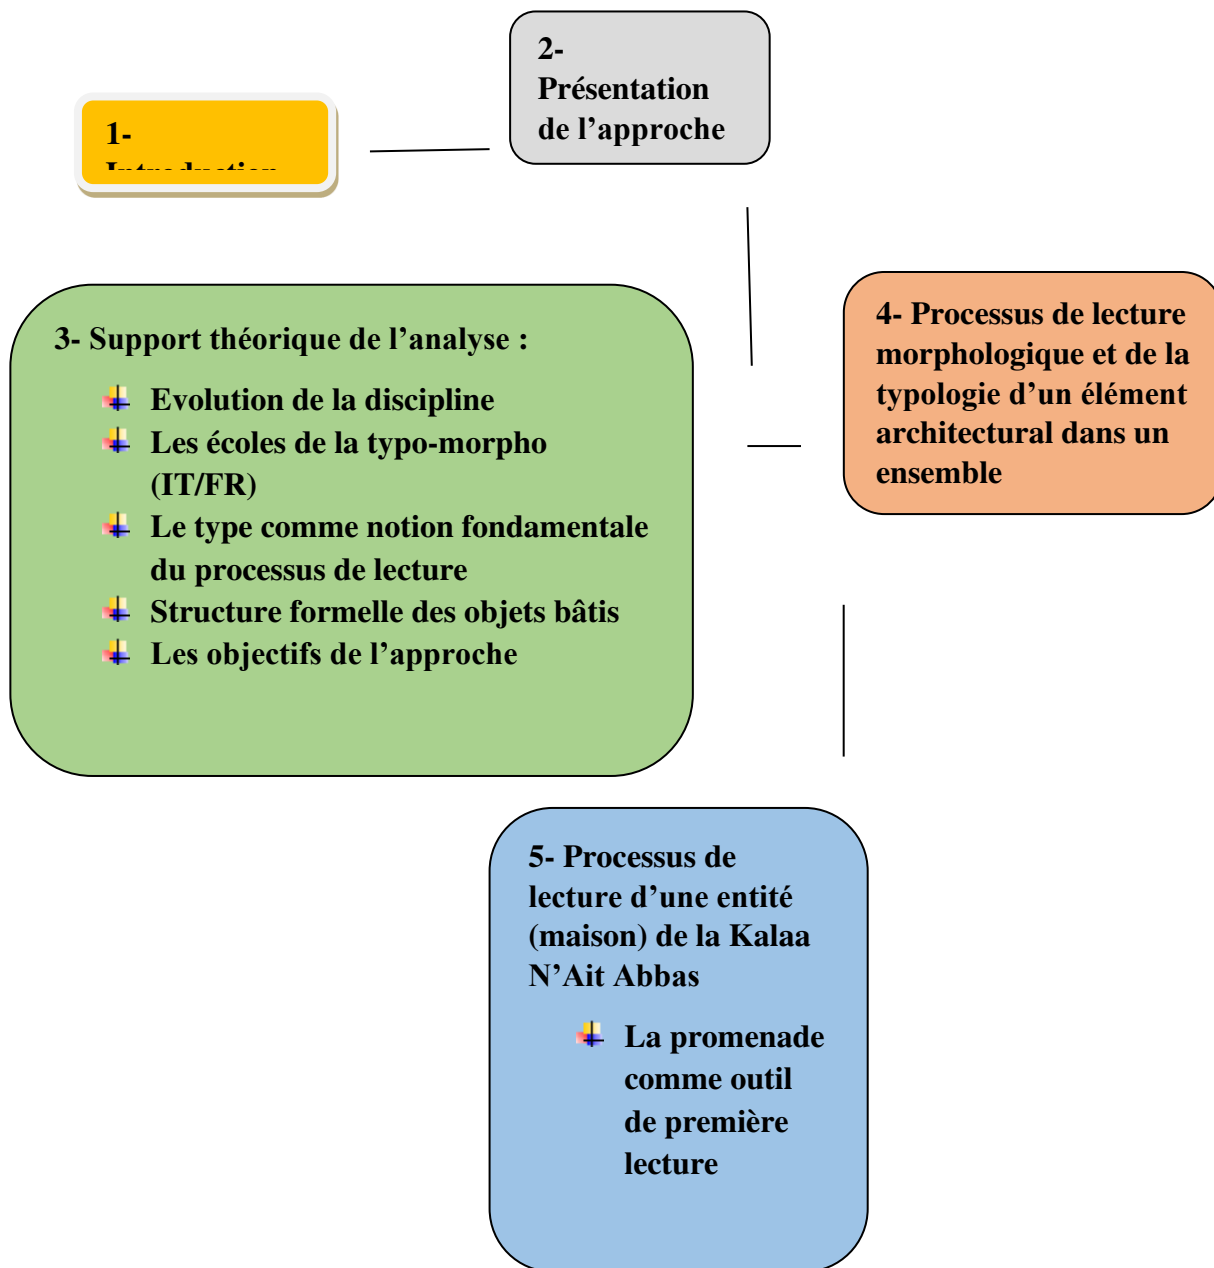 1-
2-
Présentation
de l’approche
3- Support théorique de l’analyse :
Evolution de la discipline
Les écoles de la typo-morpho
(IT/FR)
Le type comme notion fondamentale
du processus de lecture
Structure formelle des objets bâtis
Les objectifs de l’approche
4- Processus de lecture
morphologique et de la
typologie d’un élément
architectural dans un
ensemble
5- Processus de
lecture d’une entité
(maison) de la Kalaa
N’Ait Abbas
La promenade
comme outil
de première
lecture